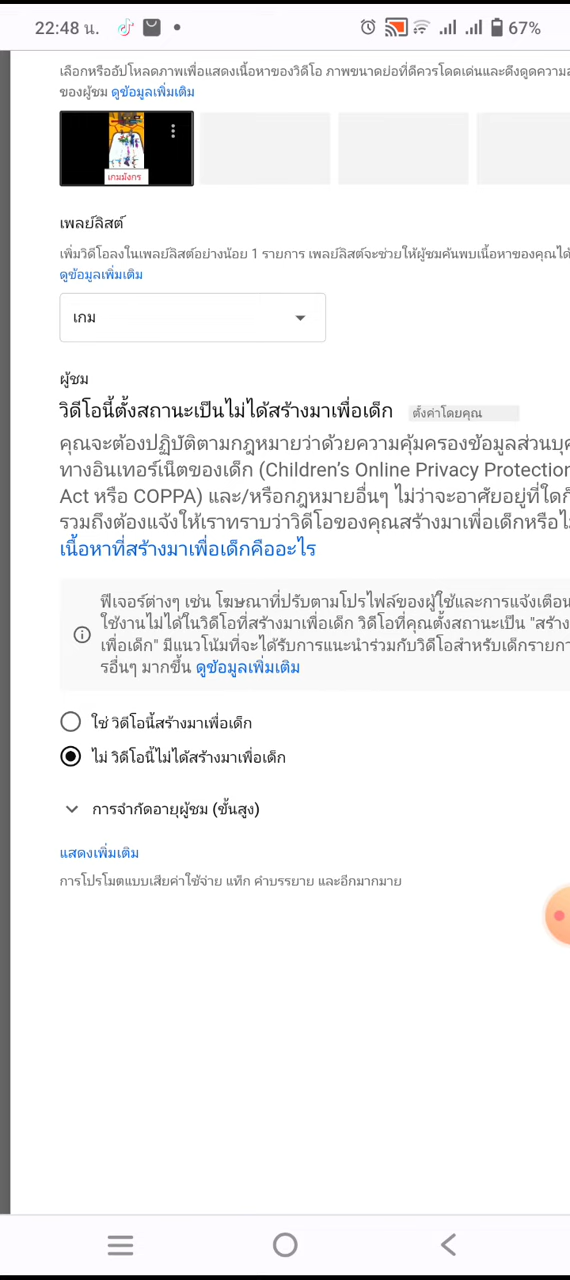 22:48 น.
67%
เลือกหรืออัปโหลดภาพเพื่อแสดงเนื้อหาของวิดีโอ ภาพขนาดย่อที่ดีควรโดดเด่นและดึงดูดความส
ของผู้ชม ดูข้อมูลเพิ่มเติม
เกมมังกร
เพลย์ลิสต์
เพิ่มวิดีโอลงในเพลย์ลิสต์อย่างน้อย 1 รายการ เพลย์ลิสต์จะช่วยให้ผู้ชมค้นพบเนื้อหาของคุณได้
ดูข้อมูลเพิ่มเติม
เกม
ผู้ชม
วิดีโอนี้ตั้งสถานะเป็นไม่ได้สร้างมาเพื่อเด็ก ตั้งค่าโดยคุณ
คุณจะต้องปฏิบัติตามกฎหมายว่าด้วยความคุ้มครองข้อมูลส่วนบุค
ทางอินเทอร์เน็ตของเด็ก (Children's Online Privacy Protection
Act หรือ COPPA) และ/หรือกฎหมายอื่นๆ ไม่ว่าจะอาศัยอยู่ที่ใดก็
รวมถึงต้องแจ้งให้เราทราบว่าวิดีโอของคุณสร้างมาเพื่อเด็กหรือไม
เนื้อหาที่สร้างมาเพื่อเด็กคืออะไร
ฟีเจอร์ต่างๆ เช่น โฆษณาที่ปรับตามโปรไฟล์ของผู้ใช้และการแจ้งเตือน
ใช้งานไม่ได้ในวิดีโอที่สร้างมาเพื่อเด็ก วิดีโอที่คุณตั้งสถานะเป็น "สร้าง
เพื่อเด็ก" มีแนวโน้มที่จะได้รับการแนะนำร่วมกับวิดีโอสำหรับเด็กรายกา
รอื่นๆ มากขึ้น ดูข้อมูลเพิ่มเติม
ใช่ วิดีโอนี้สร้างมาเพื่อเด็ก
ไม่ วิดีโอนี้ไม่ได้สร้างมาเพื่อเด็ก
การจำกัดอายุผู้ชม (ขั้นสูง)
แสดงเพิ่มเติม
การโปรโมตแบบเสียค่าใช้จ่าย แท็ก คำบรรยาย และอีกมากมาย